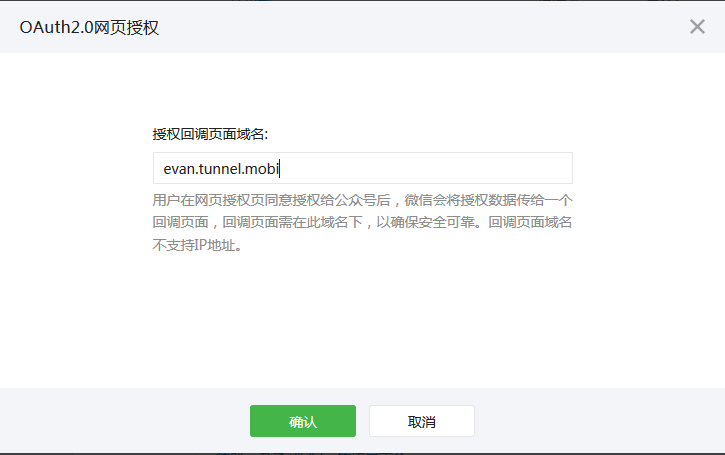 OAuth2.0网页授权
授权回调页面域名:
evan.tunnel.mobi
用户在网页授权页同意授权给公众号后，微信会将授权数据传给一个
回调页面，回调页面需在此域名下，以确保安全可靠。回调页面域名
不支持IP地址。
确认
取消